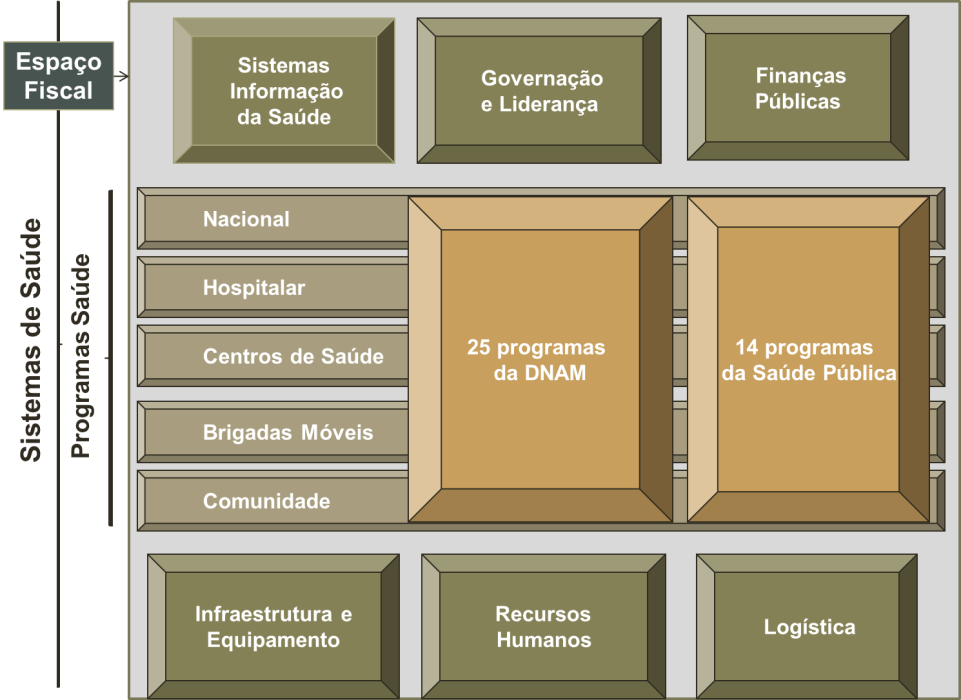 Espaço
Fiscal
Sistemas
Informação
da Saúde
Governação
e Liderança
Finanças
Públicas
Sistemas de Saúde
Programas Saúde
Nacional
Hospitalar
Centros de Saúde
Brigadas Móveis
Comunidade
25 programas
da DNAM
14 programas
da Saúde Pública
Infraestrutura e
Equipamento
Recursos
Humanos
Logística